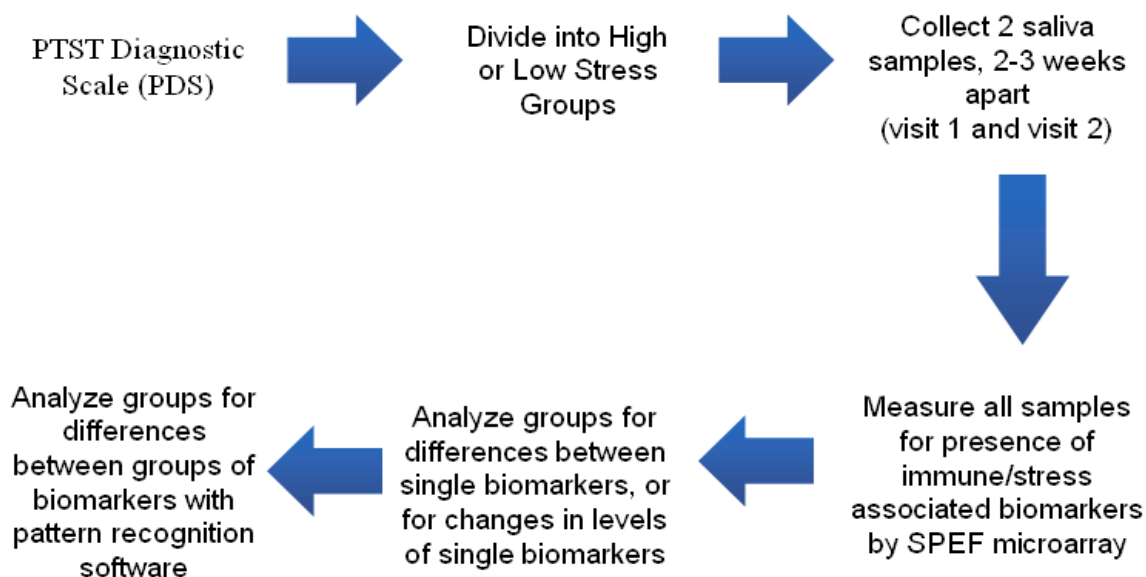 PTST Diagnostic
Scale (PDS)
Divide into High
or Low Stress
Groups
Collect 2 saliva
samples, 2-3 weeks
apart
(visit 1 and visit 2)
Measure all samples
for presence of
immune/stress
associated biomarkers
by SPEF microarray
Analyze groups for
differences between
single biomarkers, or
for changes in levels
of single biomarkers
Analyze groups for
differences
between groups of
biomarkers with
pattern recognition
software